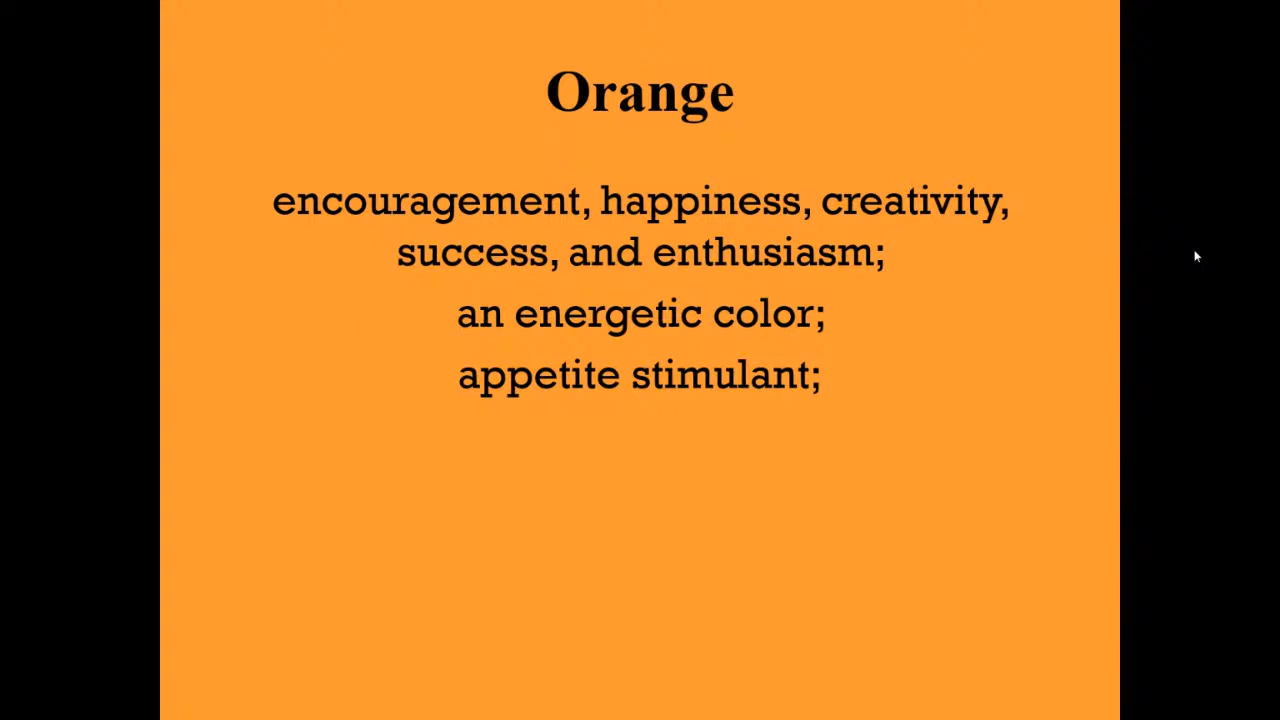 Orange
encouragement, happiness, creativity,
success, and enthusiasm;
an energetic color;
appetite stimulant;